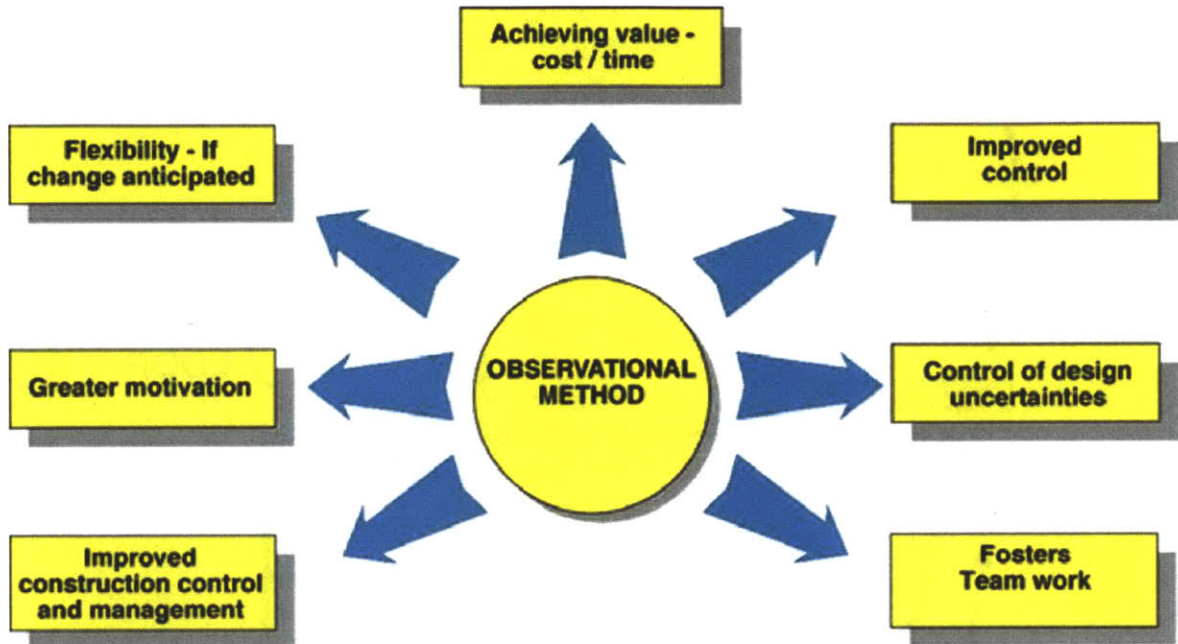 Achieving value -
cost / time
Flexibility - If
change anticipated
Improved
control
Greater motivation
OBSERVATIONAL
METHOD
Control of design
uncertainties
Improved
construction control
and management
Fosters
Team work